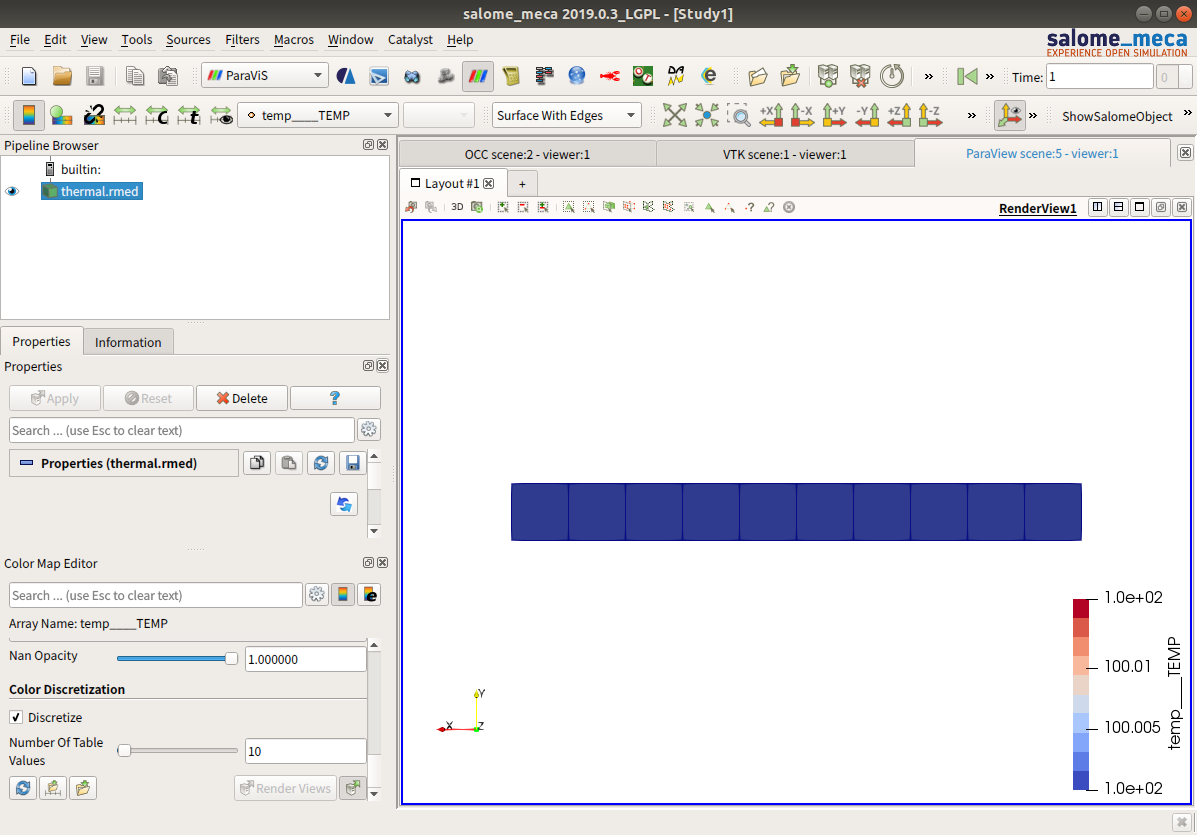 salome_meca 2019.0.3_LGPL - [Study1]
File Edit View Tools Sources Filters Macros Window Catalyst Help
salome_meca
EXPERIENCE OPEN SIMULATION
ParaViS
Time: 1
0
temp____TEMP
Surface With Edges
+X -X +Y -Y +Z -Z
ShowSalomeObject
Pipeline Browser
builtin:
thermal.rmed
Properties Information
Properties
Apply Reset Delete ?
Search ... (use Esc to clear text)
Properties (thermal.rmed)
Color Map Editor
Search ... (use Esc to clear text)
Array Name: temp____TEMP
Nan Opacity 1.000000
Color Discretization
Discretize
Number Of Table Values 10
Render Views
OCC scene:2 - viewer:1 VTK scene:1 - viewer:1 ParaView scene:5 - viewer:1
Layout #1 +
3D
RenderView1
Y
X
Z
1.0e+02
100.01
100.005
1.0e+02
temp____TEMP